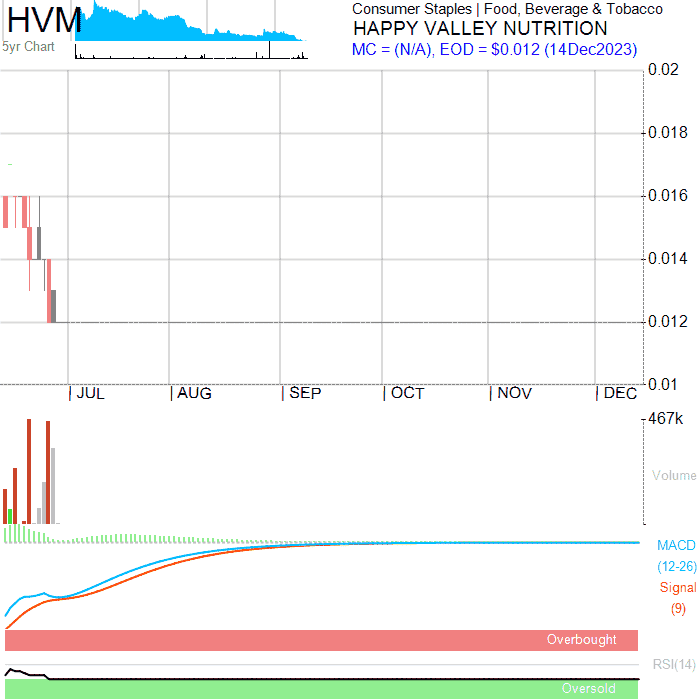 HVM
5yr Chart
Consumer Staples | Food, Beverage & Tobacco
HAPPY VALLEY NUTRITION
MC = (N/A), EOD = $0.012 (14Dec2023)
0.02
0.018
0.016
0.014
0.012
0.01
| JUL | AUG | SEP | OCT | NOV | DEC
467k
Volume
MACD
(12-26)
Signal
(9)
Overbought
RSI(14)
Oversold